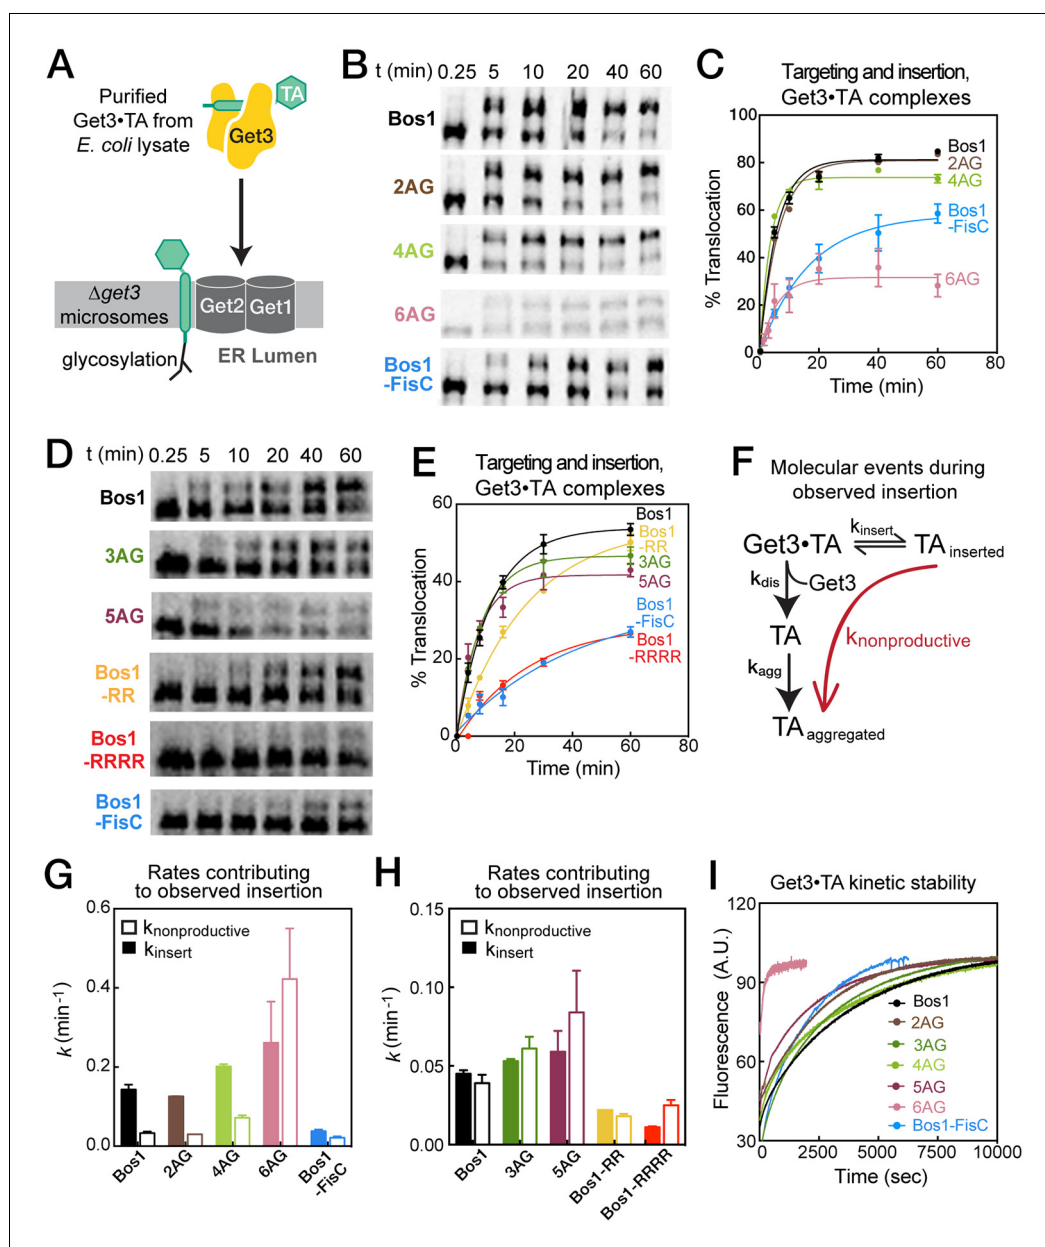 A
Purified
Get3•TA from
E. coli lysate
TA
Get3
Δget3
microsomes
Get2
Get1
glycosylation
ER Lumen
B
t (min) 0.25 5 10 20 40 60
Bos1
2AG
4AG
6AG
Bos1
-FisC
C
Targeting and insertion,
Get3•TA complexes
% Translocation
100
80
60
40
20
0
Bos1
2AG
4AG
Bos1
-FisC
6AG
0 20 40 60 80
Time (min)
D
t (min) 0.25 5 10 20 40 60
Bos1
3AG
5AG
Bos1
-RR
Bos1
-RRRR
Bos1
-FisC
E
Targeting and insertion,
Get3•TA complexes
% Translocation
60
40
20
0
Bos1
Bos1
-RR
3AG
5AG
Bos1
-FisC
Bos1
-RRRR
0 20 40 60 80
Time (min)
F
Molecular events during
observed insertion
Get3•TA
kinsert
TA inserted
kdis
Get3
TA
knonproductive
kagg
TA aggregated
G
Rates contributing
to observed insertion
k (min-1)
0.6
0.4
0.2
0.0
knonproductive
kinsert
Bos1
2AG
4AG
6AG
Bos1
-FisC
H
Rates contributing
to observed insertion
k (min-1)
0.15
0.10
0.05
0.00
knonproductive
kinsert
Bos1
3AG
5AG
Bos1-RR
Bos1-RRRR
I
Get3•TA kinetic stability
Fluorescence (A.U.)
120
90
60
30
Bos1
2AG
3AG
4AG
5AG
6AG
Bos1-FisC
0 2500 5000 7500 10000
Time (sec)